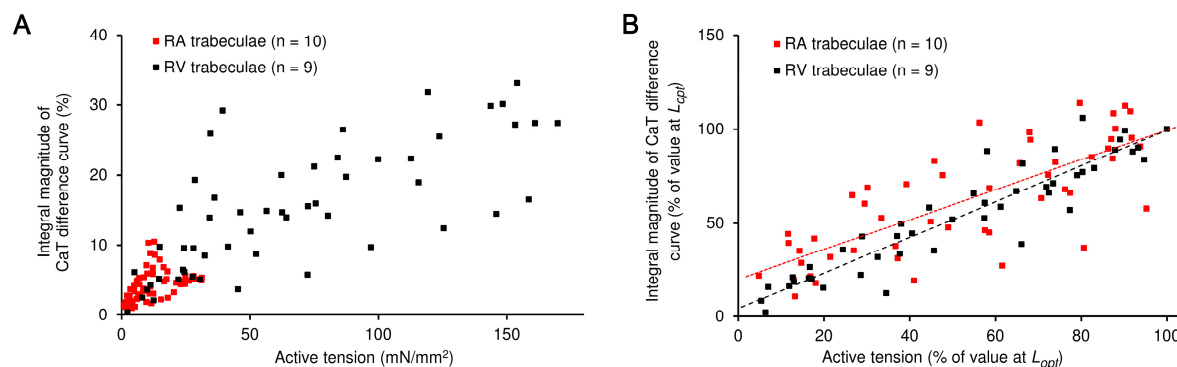 A
Integral magnitude of
CaT difference curve (%)
40
30
20
10
0
RA trabeculae (n = 10)
RV trabeculae (n = 9)
0
50
100
150
Active tension (mN/mm²)
B
Integral magnitude of CaT difference
curve (% of value at Lopt)
150
100
50
0
RA trabeculae (n = 10)
RV trabeculae (n = 9)
0
20
40
60
80
100
Active tension (% of value at Lopt)